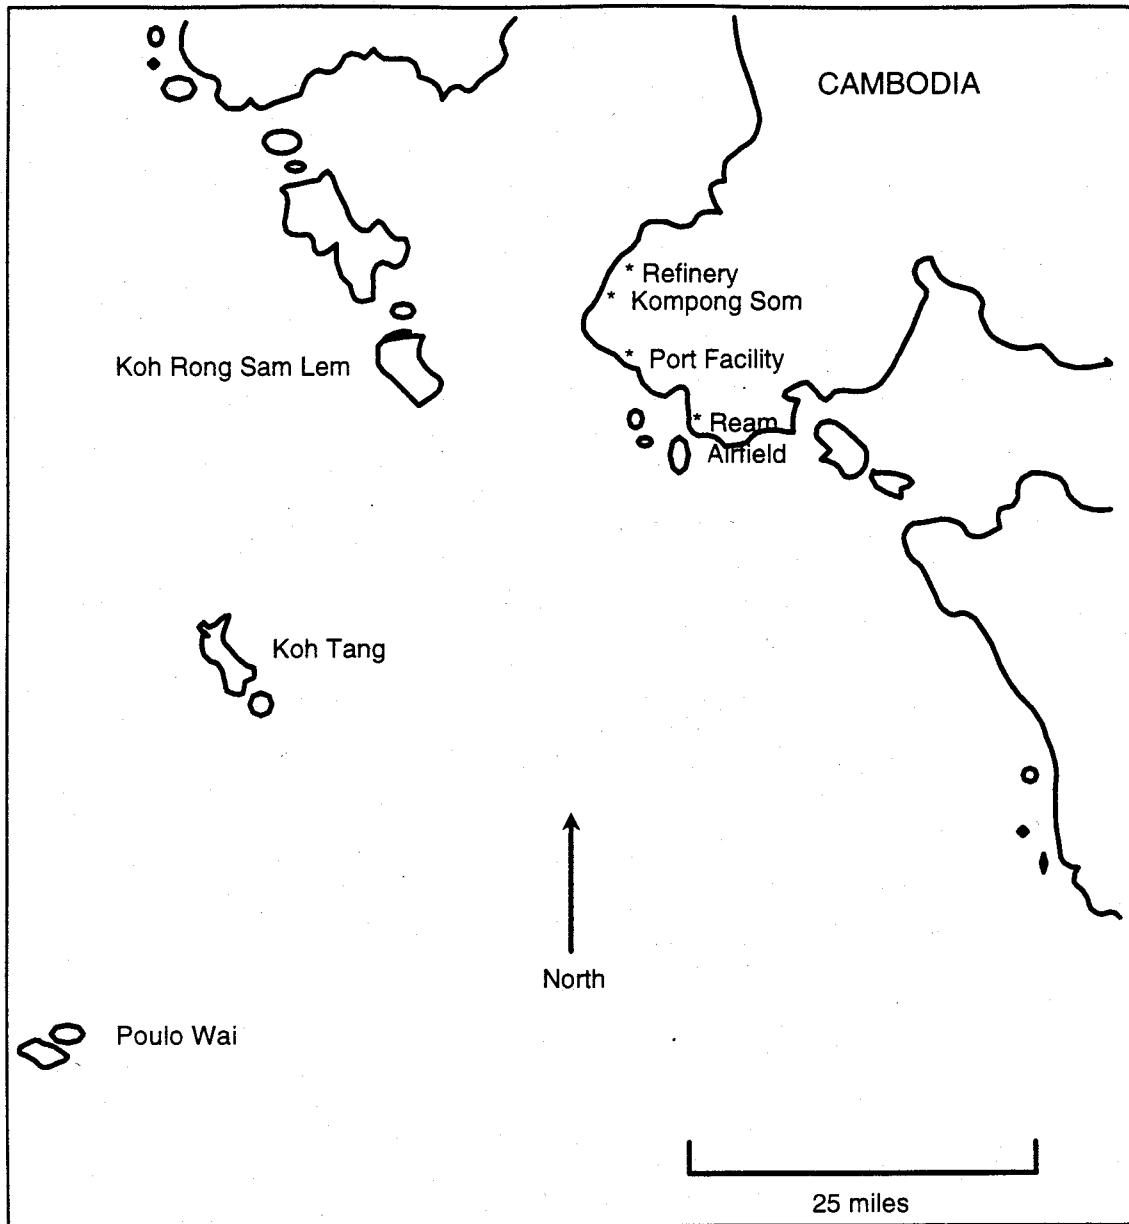 CAMBODIA
* Refinery
* Kompong Som
Koh Rong Sam Lem
* Port Facility
* Ream
Airfield
Koh Tang
North
Poulo Wai
25 miles